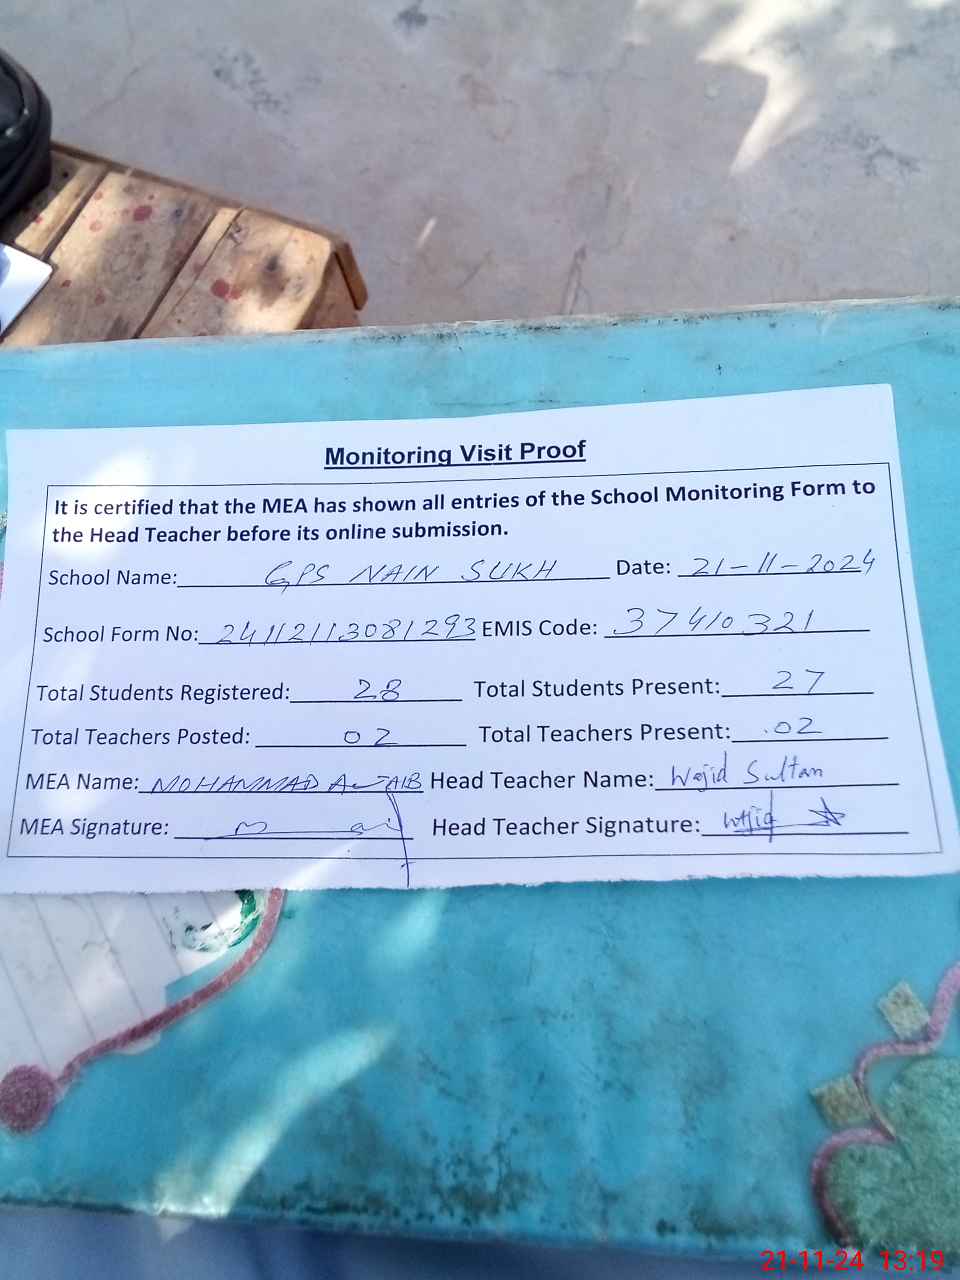 Monitoring Visit Proof
It is certified that the MEA has shown all entries of the School Monitoring Form to
the Head Teacher before its online submission.
School Name: GPS NAIN SUKH Date: 21-11-2024
School Form No: 241121113081293 EMIS Code: 37410321
Total Students Registered: 28 Total Students Present: 27
Total Teachers Posted: 02 Total Teachers Present: 02
MEA Name: MOHAMMAD Head Teacher Name: Wajid Sultan
MEA Signature: Head Teacher Signature: Wajid
21-11-24 13:19